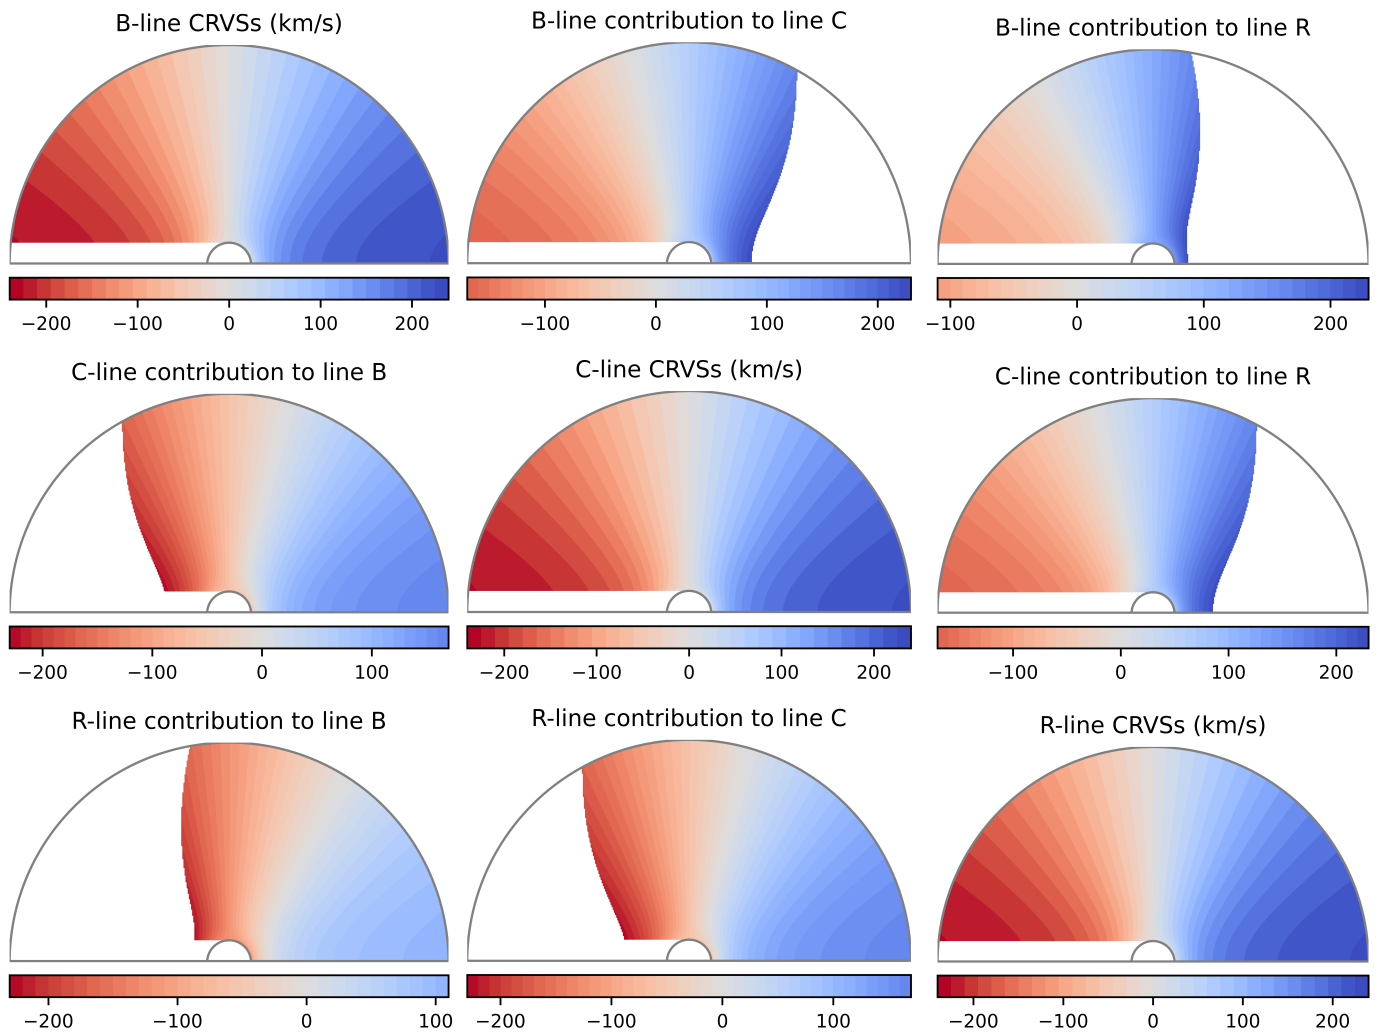 B-line CRVSs (km/s)
B-line contribution to line C
B-line contribution to line R
−200 −100 0 100 200
−100 0 100 200
−100 0 100 200
C-line contribution to line B
C-line CRVSs (km/s)
C-line contribution to line R
−200 −100 0 100
−200 −100 0 100 200
−100 0 100 200
R-line contribution to line B
R-line contribution to line C
R-line CRVSs (km/s)
−200 −100 0 100
−200 −100 0 100
−200 −100 0 100 200